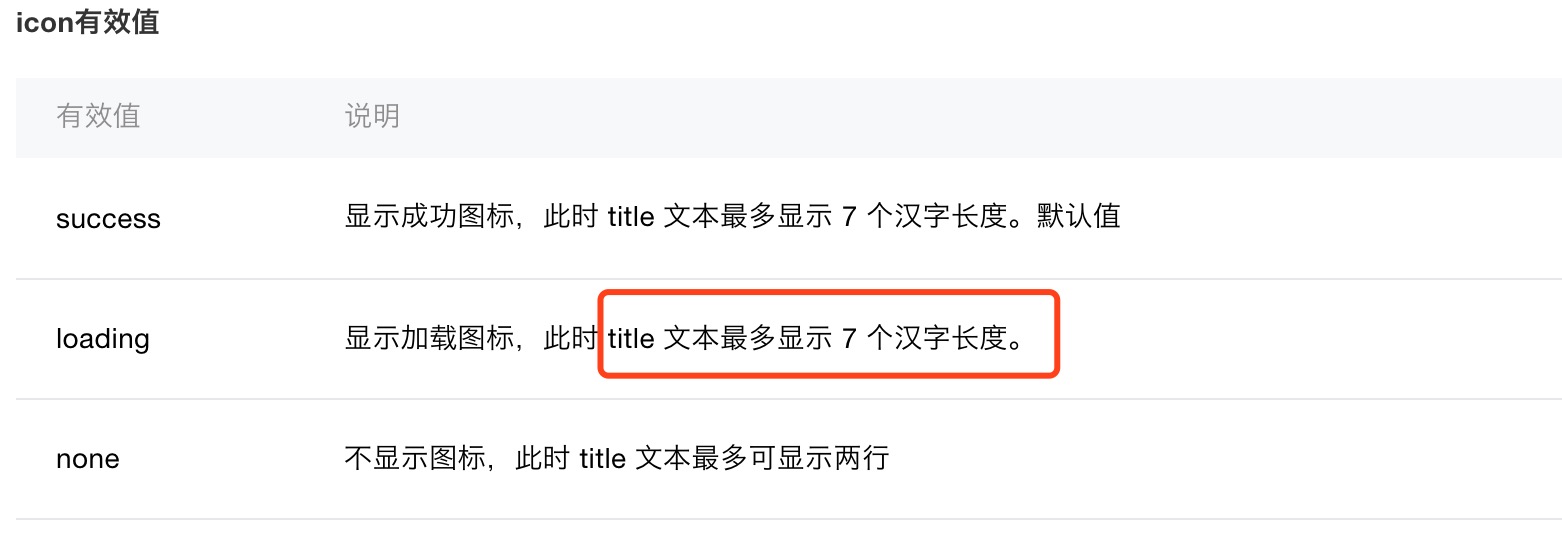 icon有效值
有效值 说明
success 显示成功图标，此时 title 文本最多显示 7 个汉字长度。默认值
loading 显示加载图标，此时 title 文本最多显示 7 个汉字长度。
none 不显示图标，此时 title 文本最多可显示两行